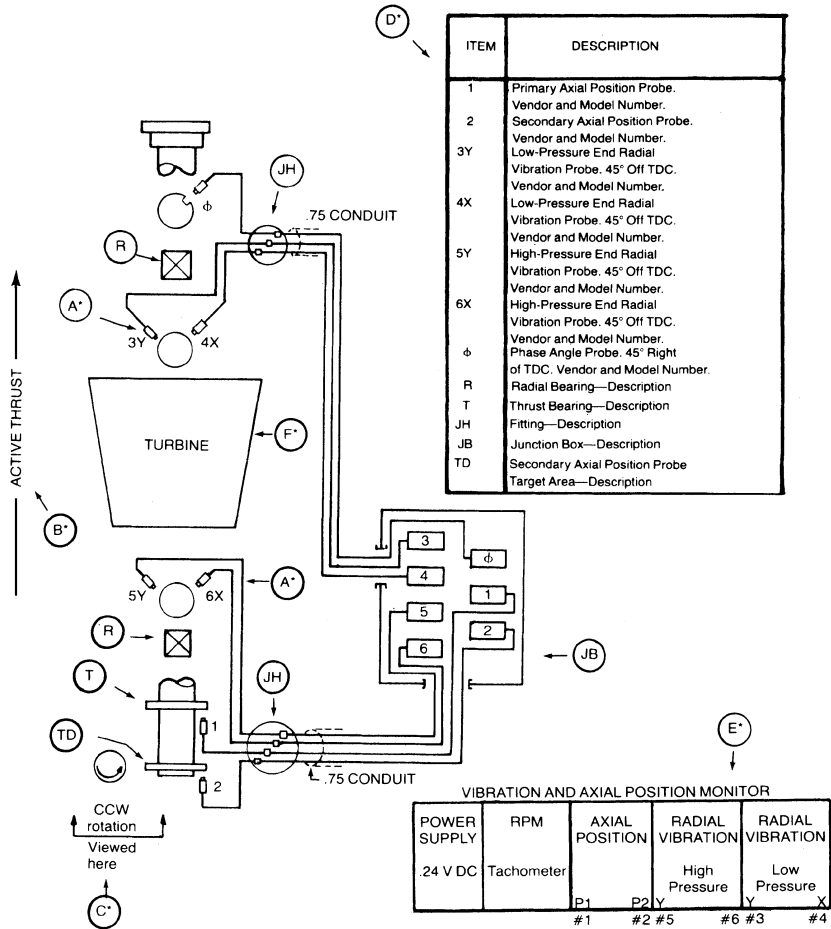 D*
ITEM DESCRIPTION
1 Primary Axial Position Probe.
Vendor and Model Number.
2 Secondary Axial Position Probe.
Vendor and Model Number.
3Y Low-Pressure End Radial
Vibration Probe. 45° Off TDC.
Vendor and Model Number.
4X Low-Pressure End Radial
Vibration Probe. 45° Off TDC.
Vendor and Model Number.
5Y High-Pressure End Radial
Vibration Probe. 45° Off TDC.
Vendor and Model Number.
6X High-Pressure End Radial
Vibration Probe. 45° Off TDC.
Vendor and Model Number.
ϕ Phase Angle Probe. 45° Right
of TDC. Vendor and Model Number.
R Radial Bearing—Description
T Thrust Bearing—Description
JH Fitting—Description
JB Junction Box—Description
TD Secondary Axial Position Probe
Target Area—Description
JH
ϕ
.75 CONDUIT
R
A*
3Y 4X
ACTIVE THRUST
TURBINE
F*
B*
3
ϕ
4
1
5
2
6
5Y 6X
A*
R
JB
T
JH
TD
1
2
.75 CONDUIT
CCW
rotation
Viewed
here
C*
E*
VIBRATION AND AXIAL POSITION MONITOR
POWER RPM AXIAL RADIAL RADIAL
SUPPLY POSITION VIBRATION VIBRATION
.24 V DC Tachometer High Low
Pressure Pressure
P1 P2 Y Y X
#1 #2 #5 #6 #3 #4